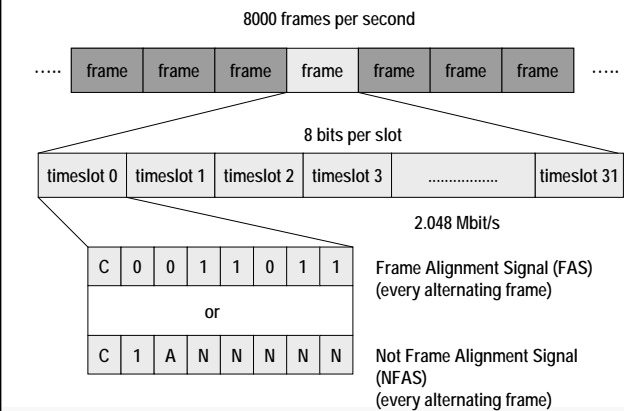 8000 frames per second
..... frame frame frame frame frame frame frame .....
8 bits per slot
timeslot 0 timeslot 1 timeslot 2 timeslot 3 ................. timeslot 31
2.048 Mbit/s
C 0 0 1 1 0 1 1 Frame Alignment Signal (FAS)
(every alternating frame)
or
C 1 A N N N N N Not Frame Alignment Signal
(NFAS)
(every alternating frame)